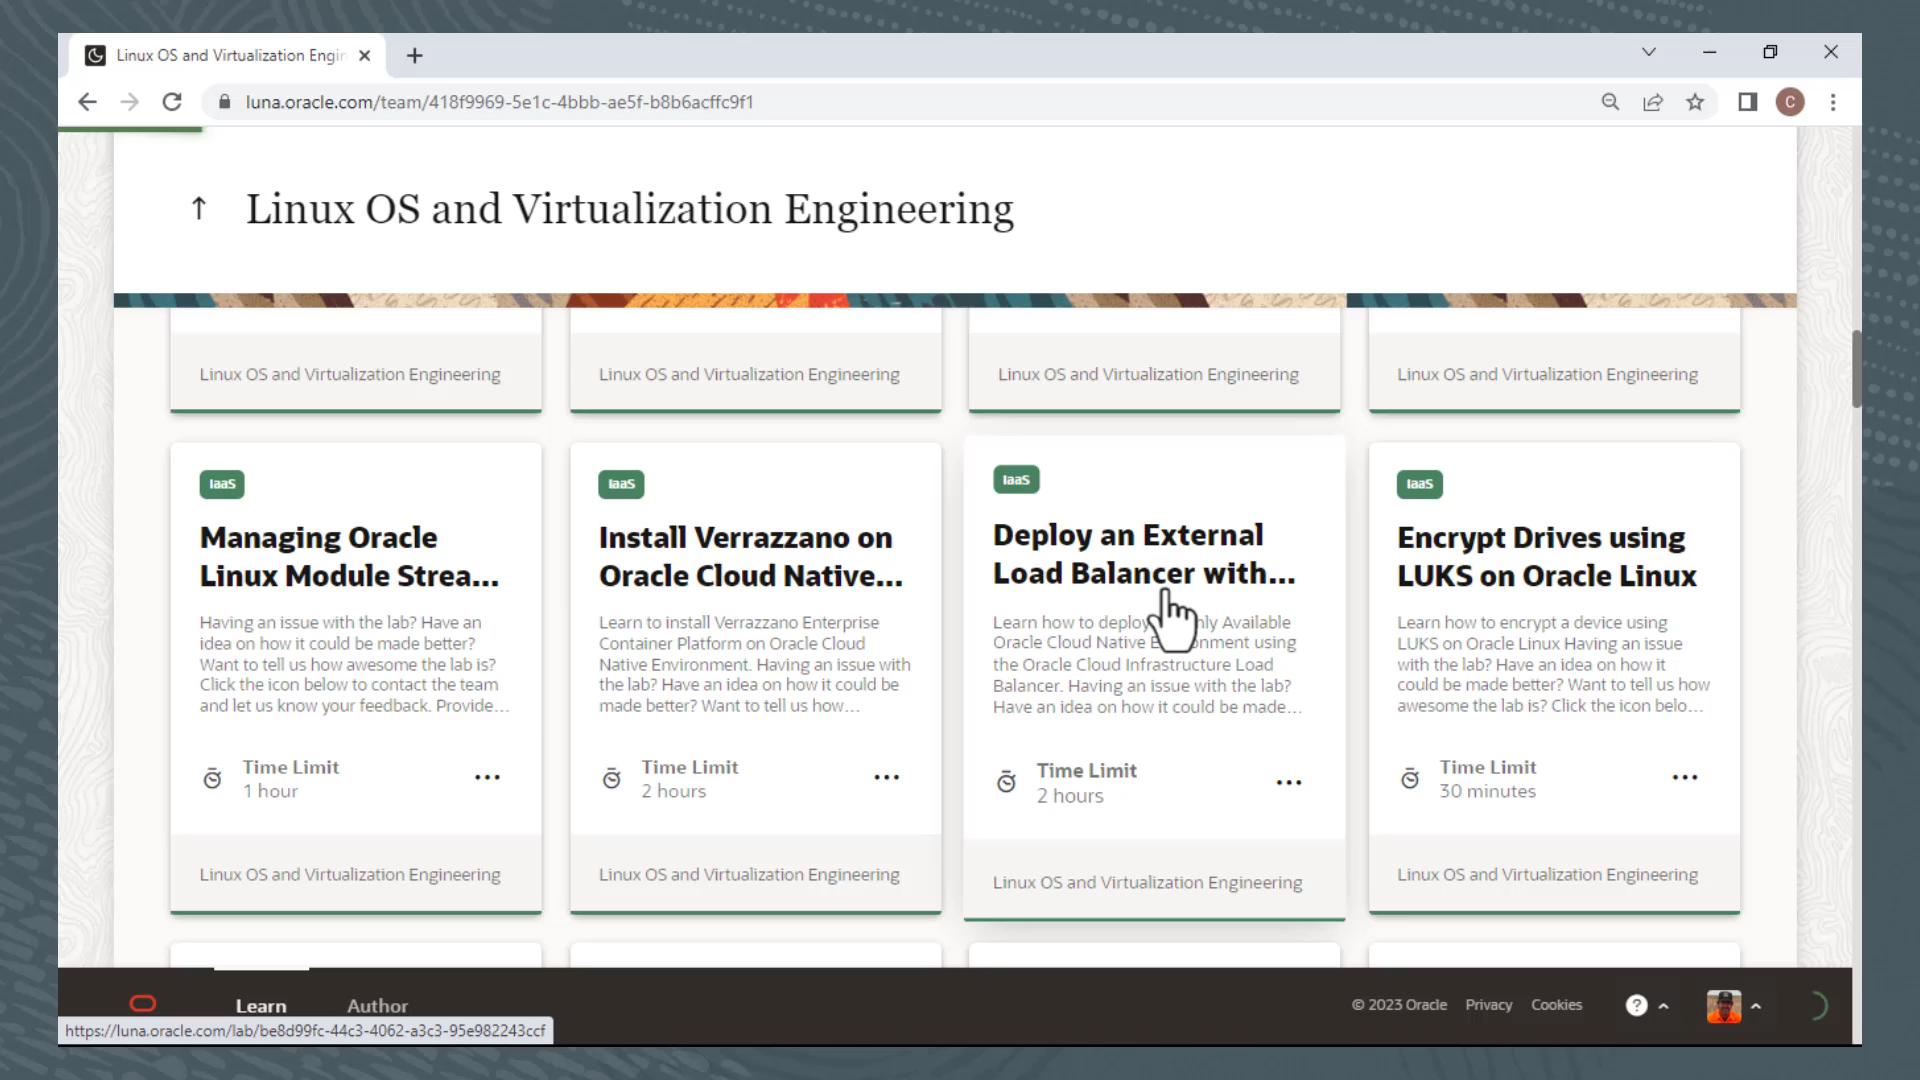 Linux OS and Virtualization Engin
luna.oracle.com/team/418f9969-5e1c-4bbb-ae5f-b8b6acffc9f1
C
Linux OS and Virtualization Engineering
Linux OS and Virtualization Engineering
Linux OS and Virtualization Engineering
Linux OS and Virtualization Engineering
Linux OS and Virtualization Engineering
IaaS
Managing Oracle
Linux Module Strea...
Having an issue with the lab? Have an
idea on how it could be made better?
Want to tell us how awesome the lab is?
Click the icon below to contact the team
and let us know your feedback. Provide...
Time Limit
1 hour
Linux OS and Virtualization Engineering
IaaS
Install Verrazzano on
Oracle Cloud Native...
Learn to install Verrazzano Enterprise
Container Platform on Oracle Cloud
Native Environment. Having an issue with
the lab? Have an idea on how it could be
made better? Want to tell us how...
Time Limit
2 hours
Linux OS and Virtualization Engineering
IaaS
Deploy an External
Load Balancer with...
Learn how to deploy Available
Oracle Cloud Native using
the Oracle Cloud Infrastructure Load
Balancer. Having an issue with the lab?
Have an idea on how it could be made...
Time Limit
2 hours
Linux OS and Virtualization Engineering
IaaS
Encrypt Drives using
LUKS on Oracle Linux
Learn how to encrypt a device using
LUKS on Oracle Linux Having an issue
with the lab? Have an idea on how it
could be made better? Want to tell us how
awesome the lab is? Click the icon belo...
Time Limit
30 minutes
Linux OS and Virtualization Engineering
Learn
Author
© 2023 Oracle
Privacy
Cookies
https://luna.oracle.com/lab/be8d99fc-44c3-4062-a3c3-95e982243ccf